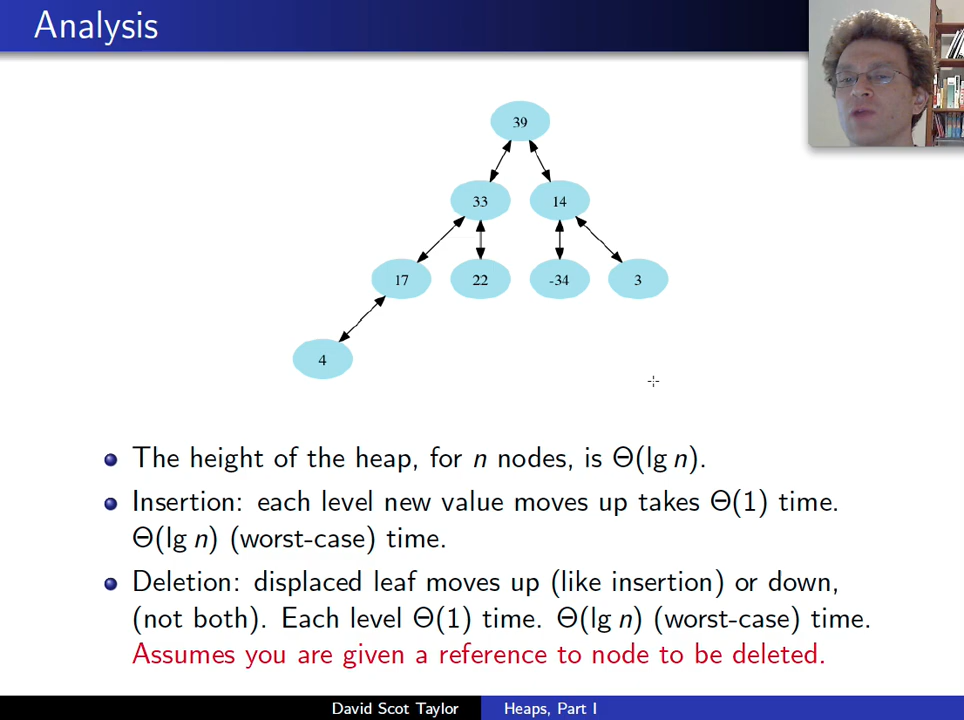 Analysis
39
33
14
17
22
-34
3
4
The height of the heap, for n nodes, is Θ(lg n).
Insertion: each level new value moves up takes Θ(1) time.
Θ(lg n) (worst-case) time.
Deletion: displaced leaf moves up (like insertion) or down,
(not both). Each level Θ(1) time. Θ(lg n) (worst-case) time.
Assumes you are given a reference to node to be deleted.
David Scot Taylor
Heaps, Part I